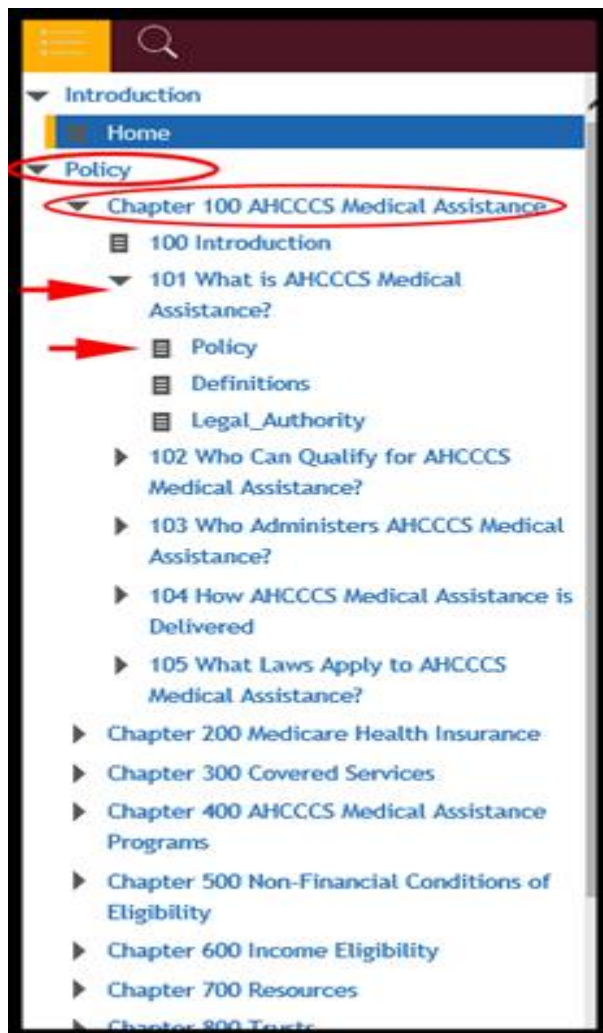 Introduction
Home
Policy
Chapter 100 AHCCCS Medical Assistance
100 Introduction
101 What is AHCCCS Medical
Assistance?
Policy
Definitions
Legal_Authority
102 Who Can Qualify for AHCCCS
Medical Assistance?
103 Who Administers AHCCCS Medical
Assistance?
104 How AHCCCS Medical Assistance is
Delivered
105 What Laws Apply to AHCCCS
Medical Assistance?
Chapter 200 Medicare Health Insurance
Chapter 300 Covered Services
Chapter 400 AHCCCS Medical Assistance
Programs
Chapter 500 Non-Financial Conditions of
Eligibility
Chapter 600 Income Eligibility
Chapter 700 Resources
Chapter 800 Trusts